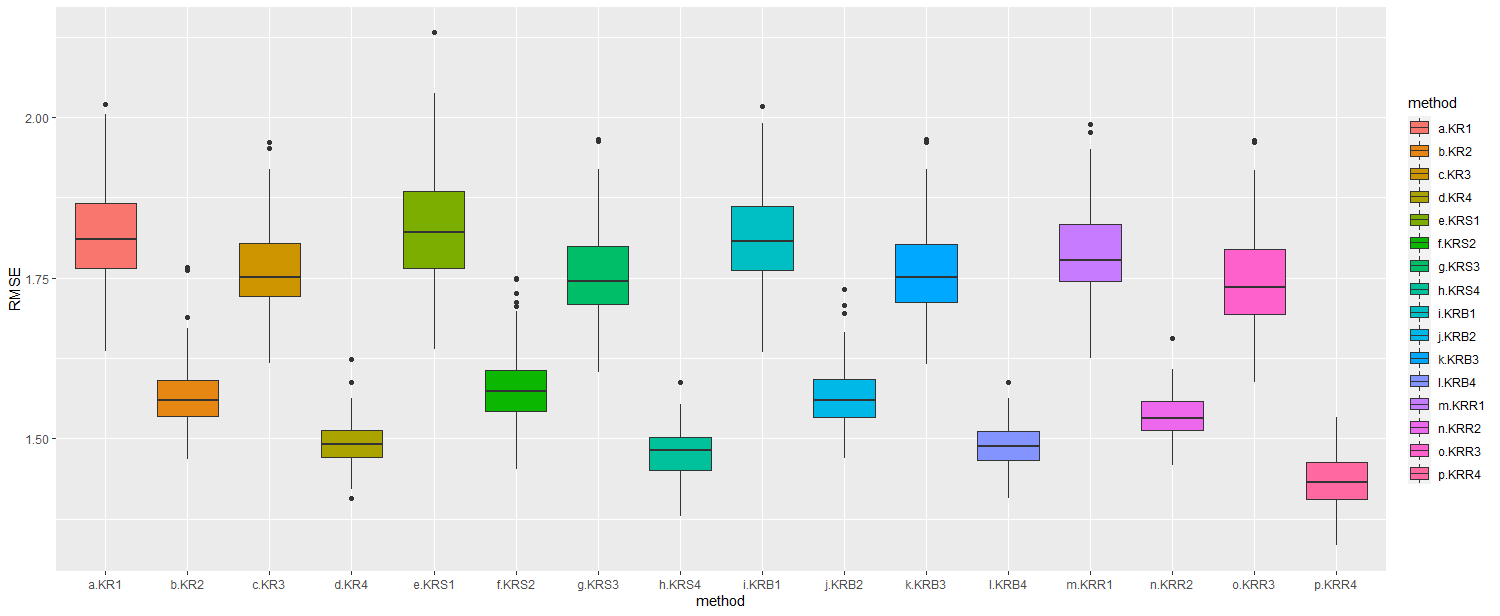 RMSE
2.00
1.75
1.50
a.KR1 b.KR2 c.KR3 d.KR4 e.KRS1 f.KRS2 g.KRS3 h.KRS4 i.KRB1 j.KRB2 k.KRB3 l.KRB4 m.KRR1 n.KRR2 o.KRR3 p.KRR4
method
method
a.KR1
b.KR2
c.KR3
d.KR4
e.KRS1
f.KRS2
g.KRS3
h.KRS4
i.KRB1
j.KRB2
k.KRB3
l.KRB4
m.KRR1
n.KRR2
o.KRR3
p.KRR4